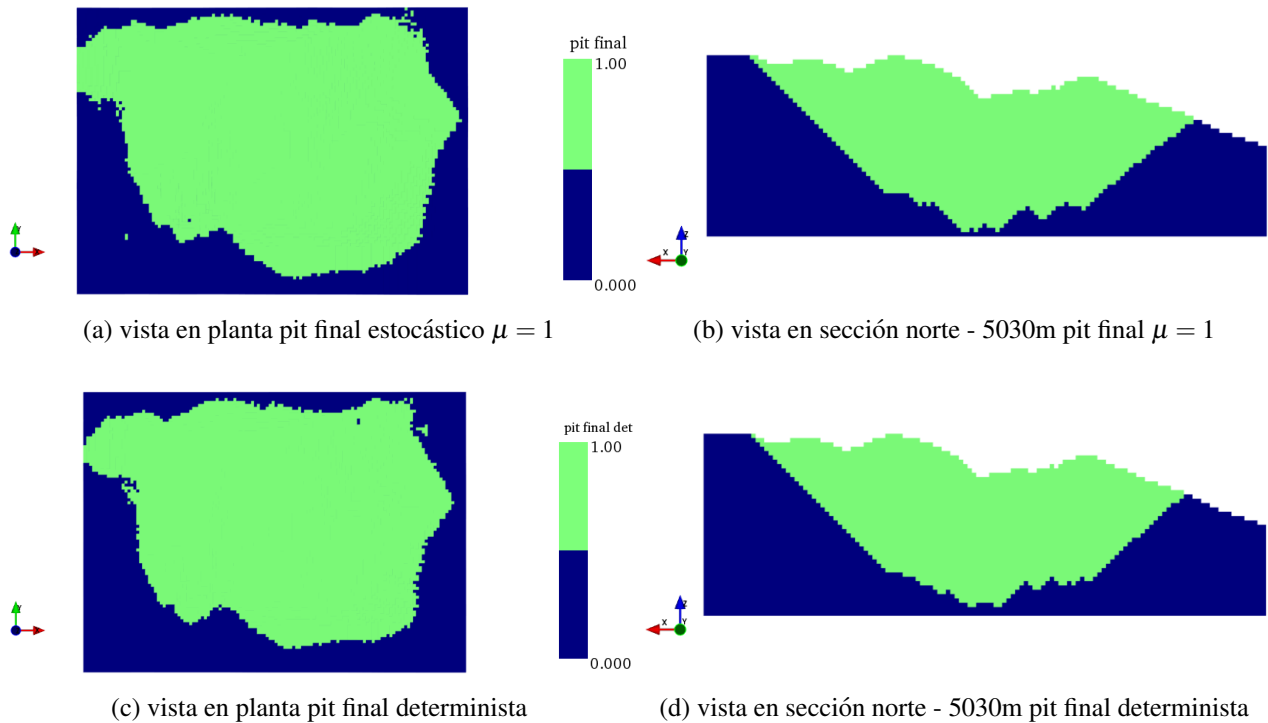 pit final
1.00
0.000
Y
X
Z
X
Y
(a) vista en planta pit final estocástico μ = 1
(b) vista en sección norte - 5030m pit final μ = 1
pit final det
1.00
0.000
Y
X
Z
X
Y
(c) vista en planta pit final determinista
(d) vista en sección norte - 5030m pit final determinista